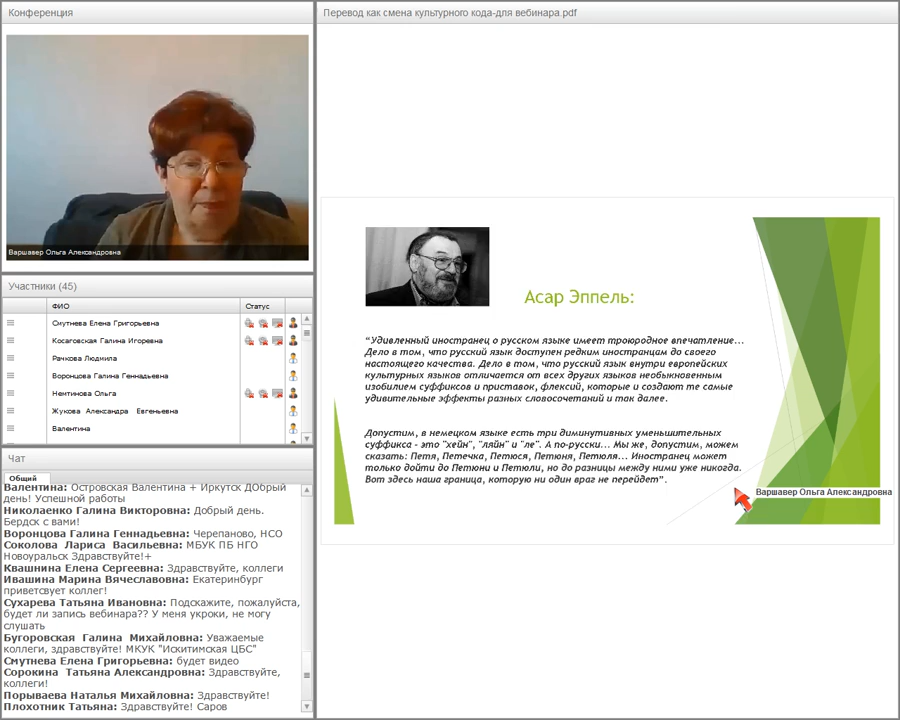 Конференция
Варшавер Ольга Александровна
Участники (45)
ФИО
Статус
Смутнева Елена Григорьевна
Косаговская Галина Игоревна
Рачкова Людмила
Воронцова Галина Геннадьевна
Немтинова Ольга
Жукова Александра Евгеньевна
Валентина
Чат
Общий
Валентина: Островская Валентина + Иркутск ДОбрый
день! Успешной работы
Николаенко Галина Викторовна: Добрый день.
Бердск с вами!
Воронцова Галина Геннадьевна: Черепаново, НСО
Соколова Лариса Васильевна: МБУК ПБ НГО
Новоуральск Здравствуйте!+
Квашнина Елена Сергеевна: Здравствуйте, коллеги
Ивашина Марина Вячеславовна: Екатеринбург
приветсвует коллег!
Сухарева Татьяна Ивановна: Подскажите, пожалуйста,
будет ли запись вебинара?? У меня укроки, не могу
слушать
Бугоровская Галина Михайловна: Уважаемые
коллеги, здравствуйте! МКУК "Искитимская ЦБС"
Смутнева Елена Григорьевна: будет видео
Сорокина Татьяна Александровна: Здравствуйте,
коллеги!
Порываева Наталья Михайловна: Здравствуйте!
Плохотник Татьяна: Здравствуйте! Саров
Перевод как смена культурного кода-для вебинара.pdf
Асар Эппель:
“Удивленный иностранец о русском языке имеет троюродное впечатление...
Дело в том, что русский язык доступен редким иностранцам до своего
настоящего качества. Дело в том, что русский язык внутри европейских
культурных языков отличается от всех других языков необыкновенным
изобилием суффиксов и приставок, флексий, которые и создают те самые
удивительные эффекты разных словосочетаний и так далее.
Допустим, в немецком языке есть три диминутивных уменьшительных
суффикса - это "хейн", "ляйн" и "ле". А по-русски... Мы же, допустим, можем
сказать: Петя, Петечка, Петюся, Петюня, Петюля... Иностранец может
только дойти до Петюни и Петюли, но до разницы между ними уже никогда.
Вот здесь наша граница, которую ни один враг не перейдет”.
Варшавер Ольга Александровна